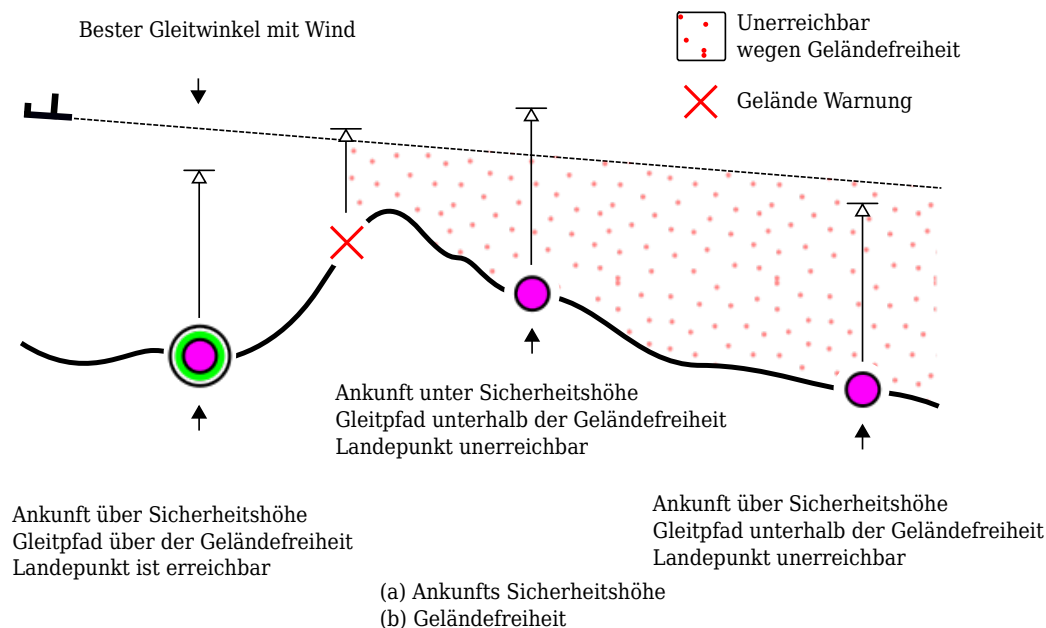 Bester Gleitwinkel mit Wind
Unerreichbar
wegen Geländefreiheit
Gelände Warnung
Ankunft unter Sicherheitshöhe
Gleitpfad unterhalb der Geländefreiheit
Landepunkt unerreichbar
Ankunft über Sicherheitshöhe
Gleitpfad über der Geländefreiheit
Landepunkt ist erreichbar
Ankunft über Sicherheitshöhe
Gleitpfad unterhalb der Geländefreiheit
Landepunkt unerreichbar
(a) Ankunfts Sicherheitshöhe
(b) Geländefreiheit